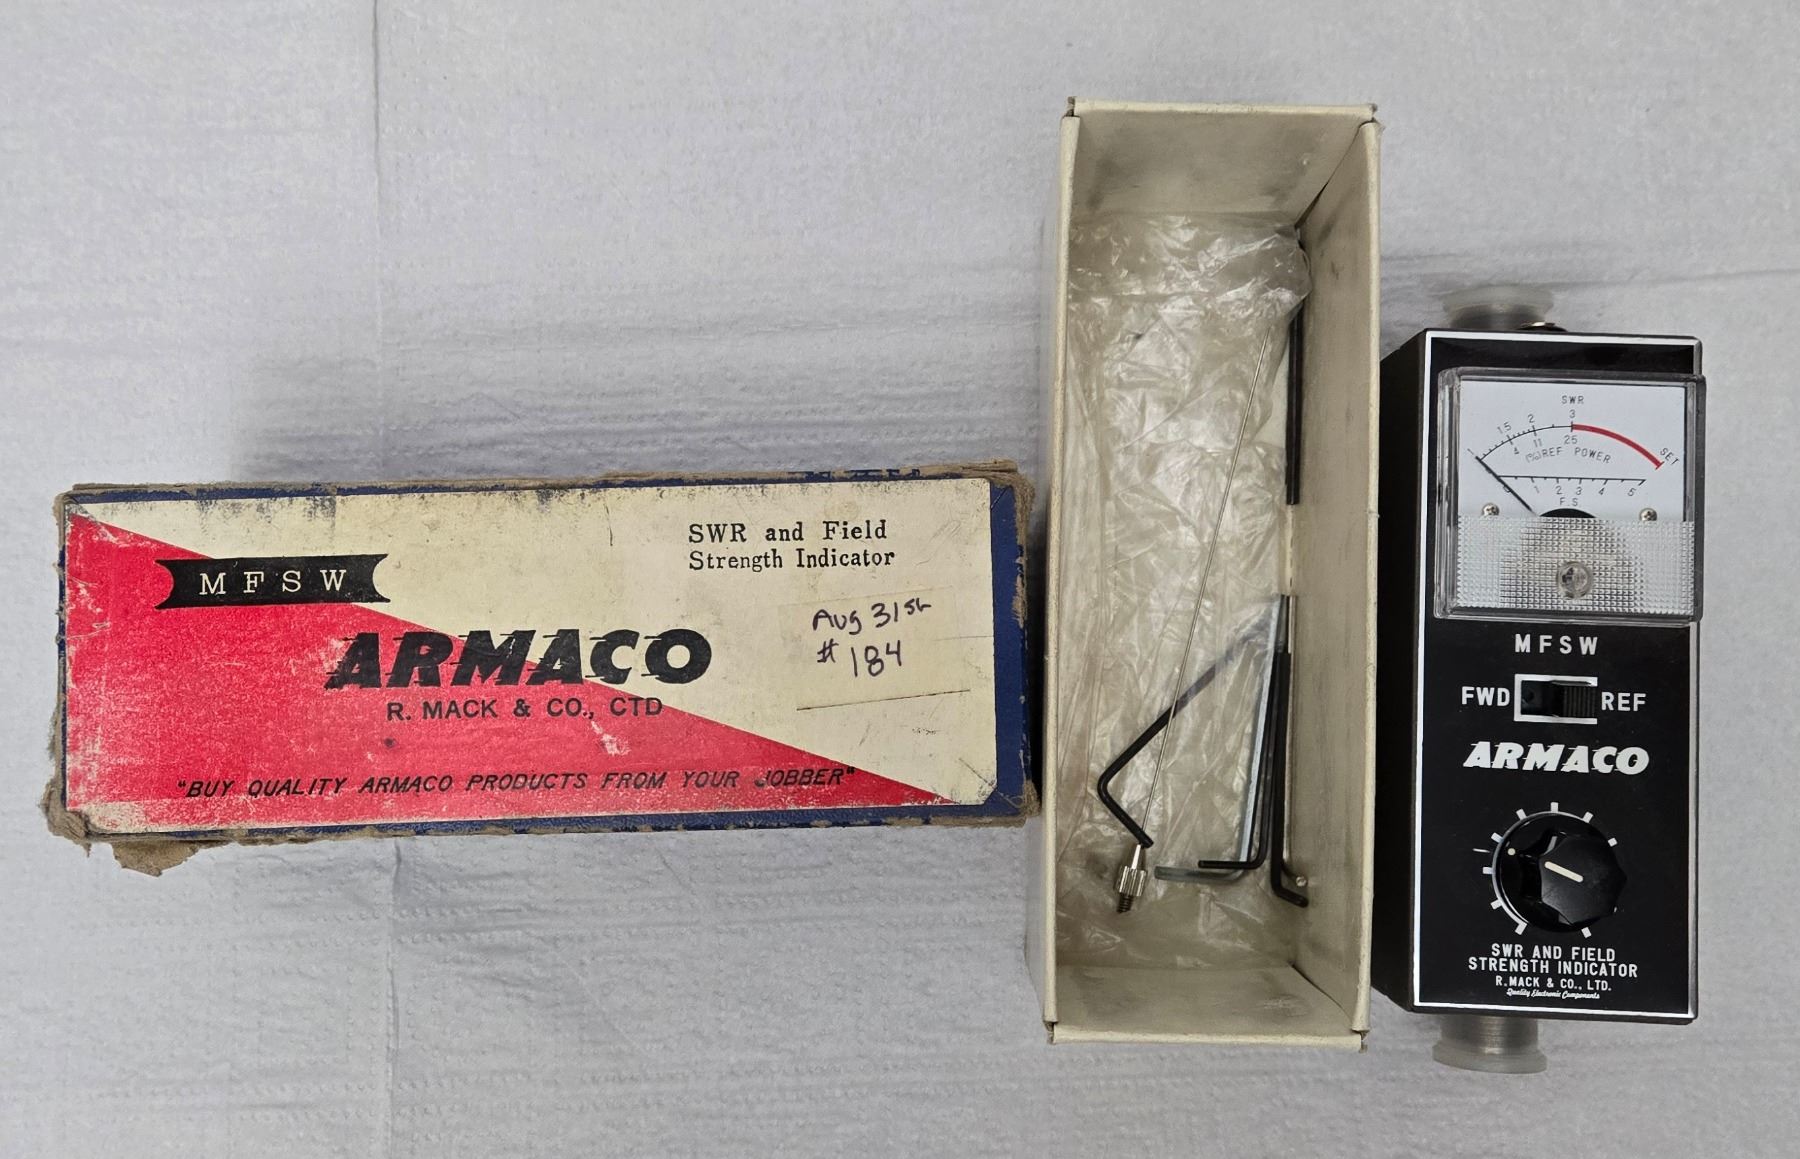 SWR and Field
Strength Indicator
MFSW
Aug 31st
# 184
ARMACO
R. MACK & CO., CTD
"BUY QUALITY ARMACO PRODUCTS FROM YOUR JOBBER"
SWR
1 1.5 2 3 SET
4 11 25
(%)REF POWER
0 1 2 3 4 5
F S
MFSW
FWD REF
ARMACO
SWR AND FIELD
STRENGTH INDICATOR
R. MACK & CO., LTD.
Quality Electronic Components